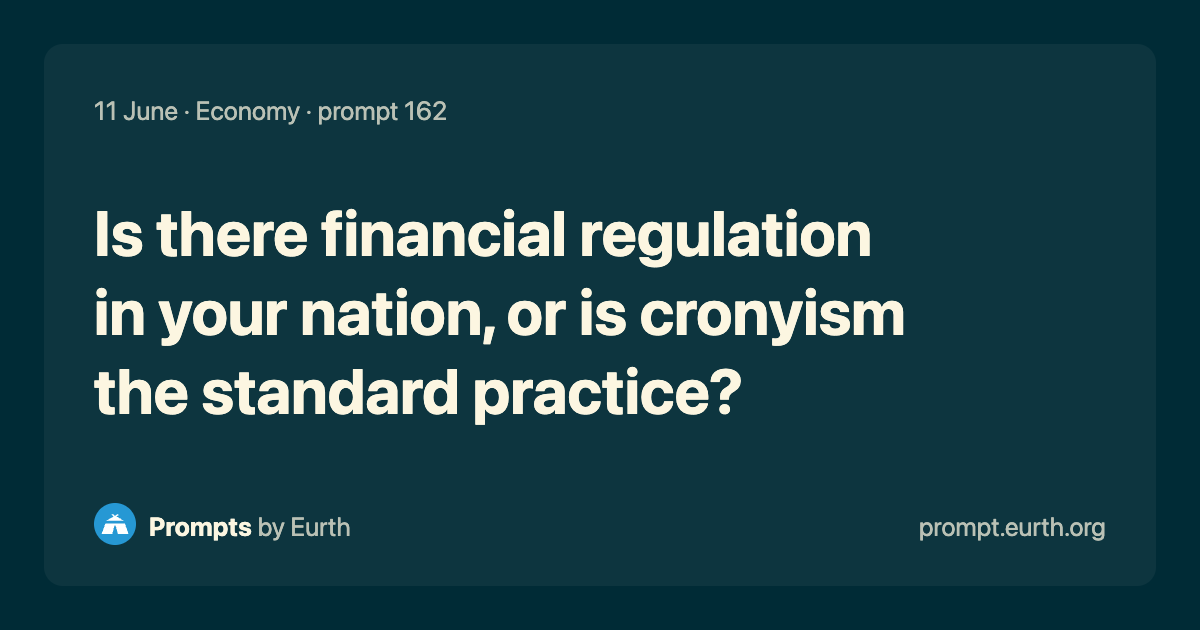 11 June · Economy · prompt 162
Is there financial regulation
in your nation, or is cronyism
the standard practice?
Prompts by Eurth
prompt.eurth.org